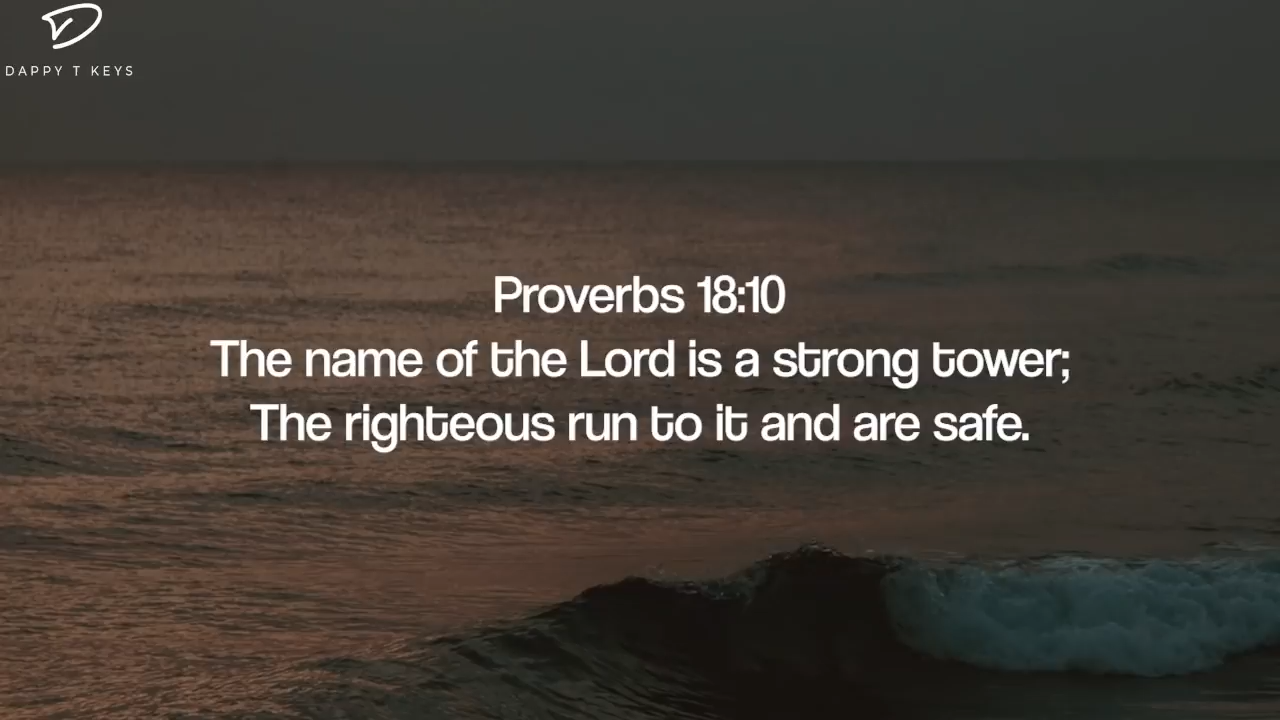 DAPPY T KEYS
Proverbs 18:10
The name of the Lord is a strong tower;
The righteous run to it and are safe.